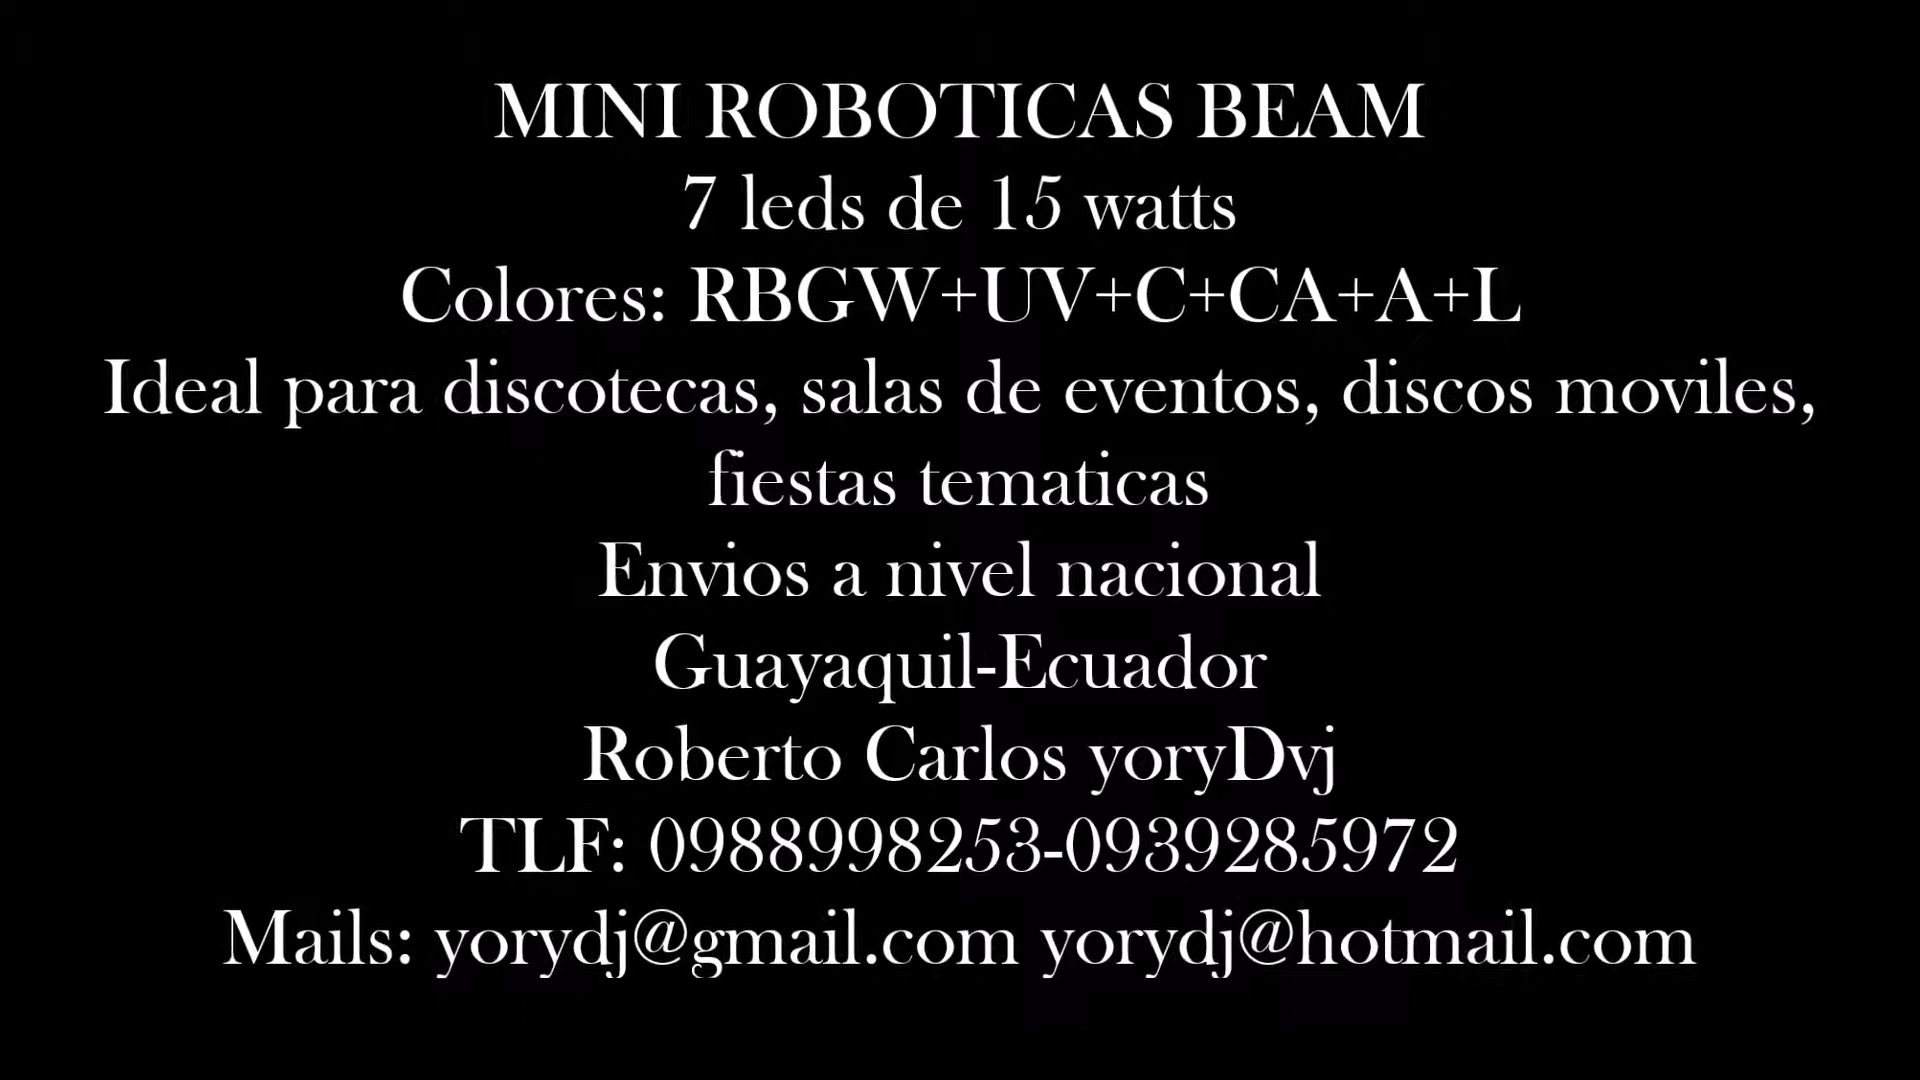 MINI ROBOTICAS BEAM
7 leds de 15 watts
Colores: RBGW+UV+C+CA+A+L
Ideal para discotecas, salas de eventos, discos moviles,
fiestas tematicas
Envios a nivel nacional
Guayaquil-Ecuador
Roberto Carlos yoryDvj
TLF: 0988998253-0939285972
Mails: yorydj@gmail.com yorydj@hotmail.com